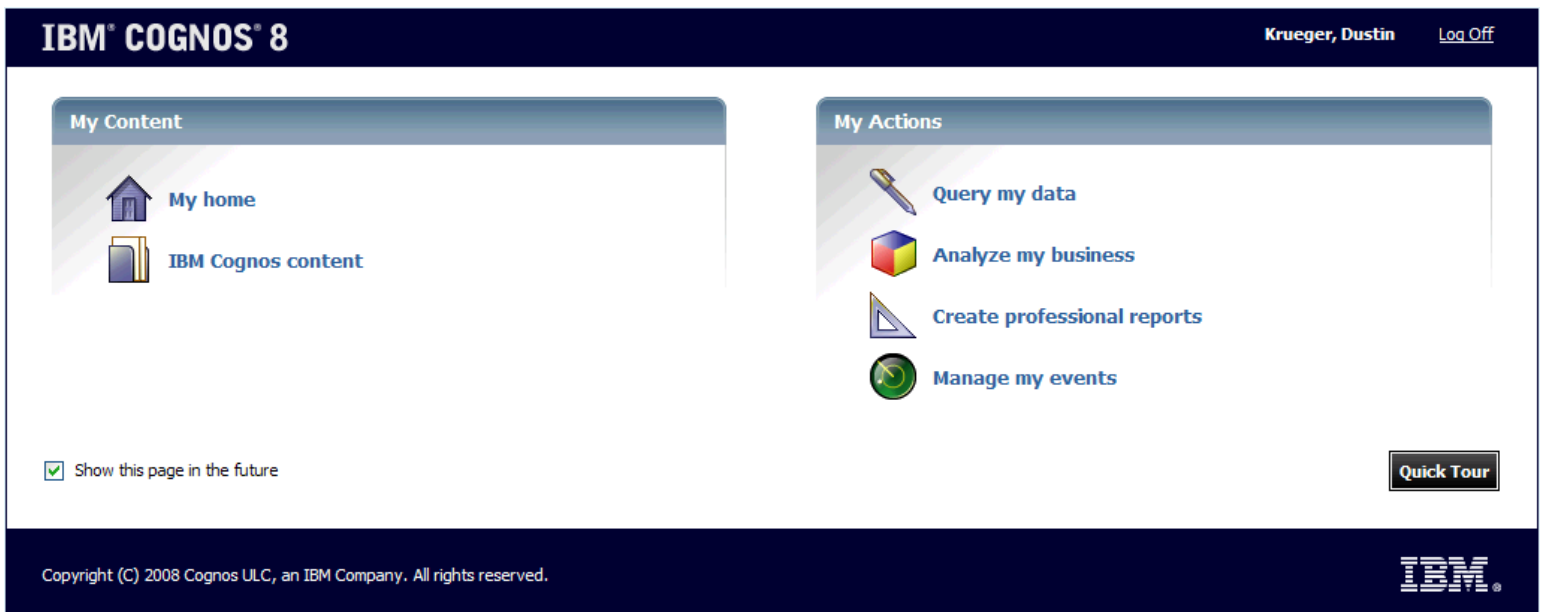 IBM® COGNOS® 8
Krueger, Dustin Log Off
My Content
My home
IBM Cognos content
My Actions
Query my data
Analyze my business
Create professional reports
Manage my events
Show this page in the future
Quick Tour
Copyright (C) 2008 Cognos ULC, an IBM Company. All rights reserved.
IBM®